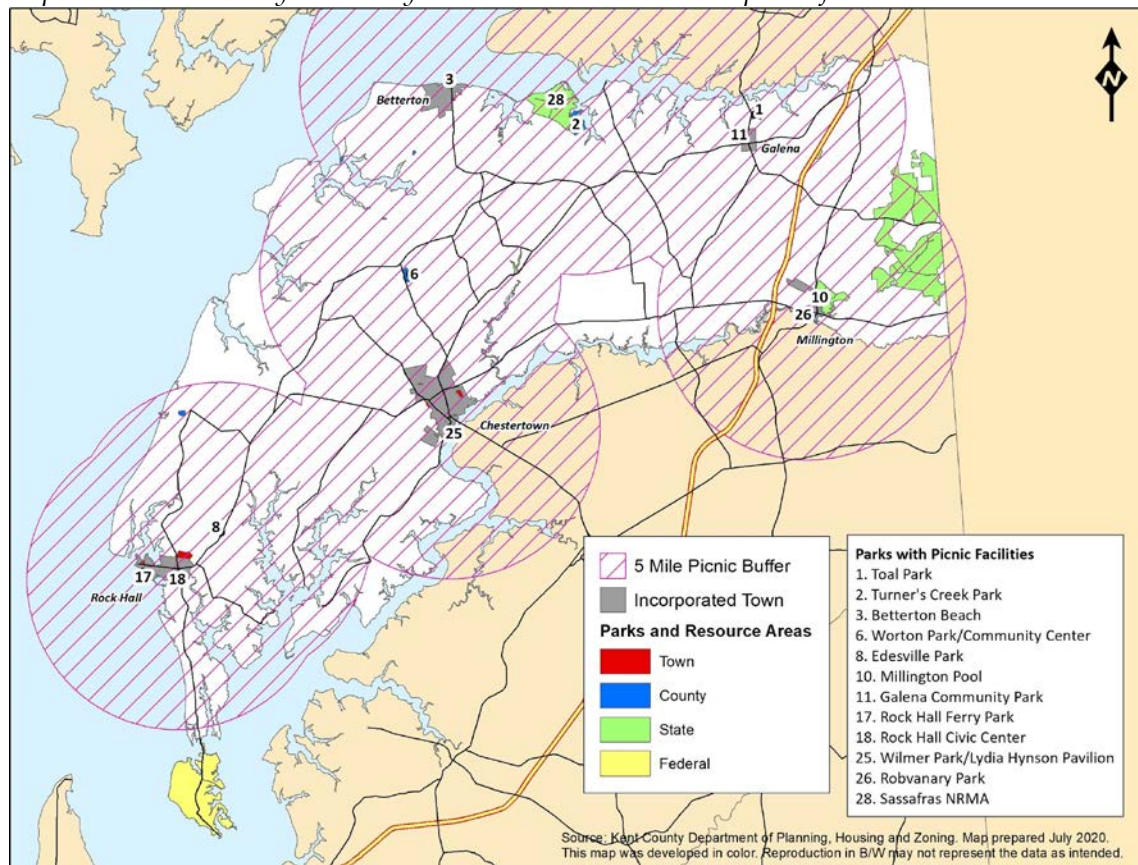 3
Betterton
28
2
1
11
Galena
N
6
10
26
Millington
Chestertown
25
8
17
18
Rock Hall
5 Mile Picnic Buffer
Incorporated Town
Parks and Resource Areas
Town
County
State
Federal
Parks with Picnic Facilities
1. Toal Park
2. Turner's Creek Park
3. Betterton Beach
6. Worton Park/Community Center
8. Edesville Park
10. Millington Pool
11. Galena Community Park
17. Rock Hall Ferry Park
18. Rock Hall Civic Center
25. Wilmer Park/Lydia Hynson Pavilion
26. Robvanary Park
28. Sassafras NRMA
Source: Kent County Department of Planning, Housing and Zoning. Map prepared July 2020.
This map was developed in color. Reproduction in B/W may not represent the data as intended.